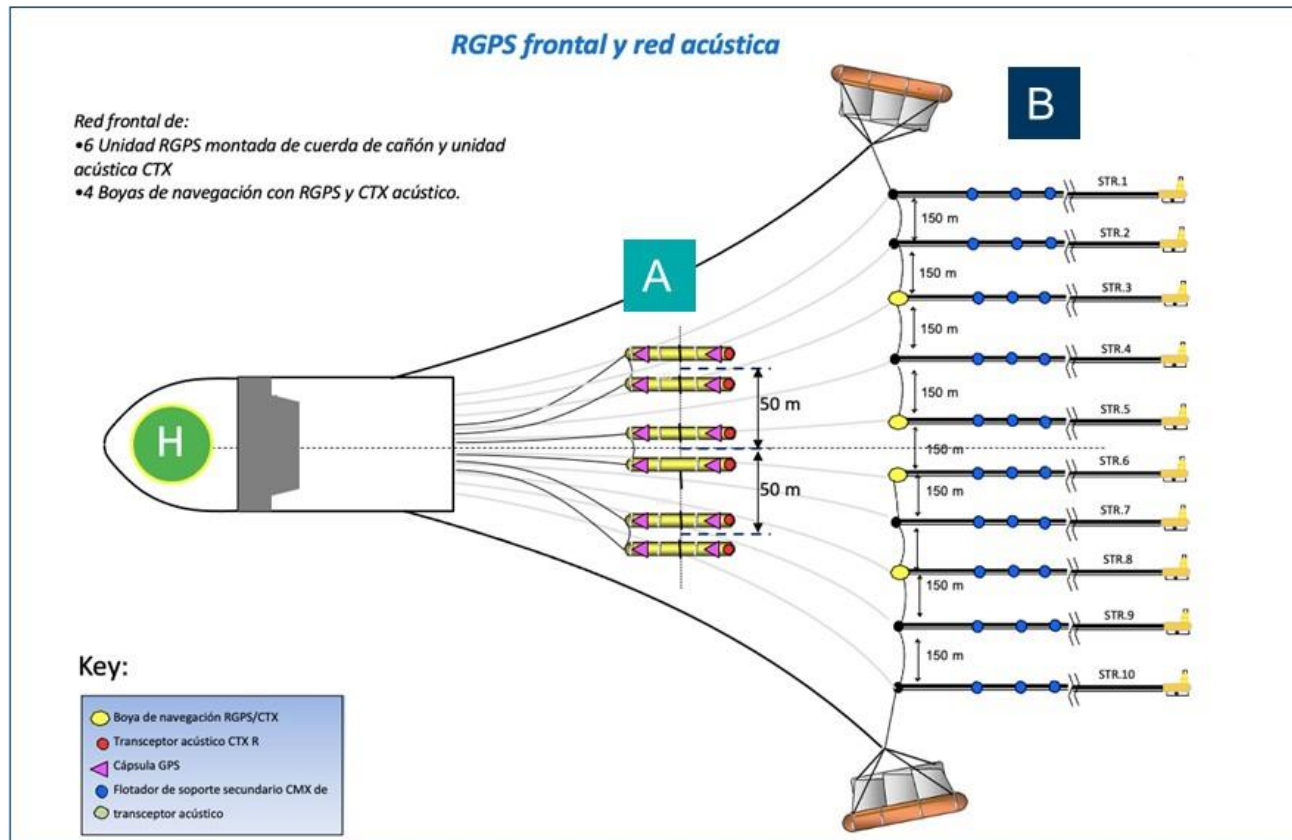 RGPS frontal y red acústica
B
Red frontal de:
•6 Unidad RGPS montada de cuerda de cañón y unidad
acústica CTX
•4 Boyas de navegación con RGPS y CTX acústico.
STR.1
150 m
STR.2
150 m
A
STR.3
150 m
STR.4
150 m
50 m
STR.5
H
150 m
STR.6
150 m
50 m
STR.7
STR.8
150 m
STR.9
150 m
STR.10
Key:
Boya de navegación RGPS/CTX
Transceptor acústico CTX R
Cápsula GPS
Flotador de soporte secundario CMX de
transceptor acústico